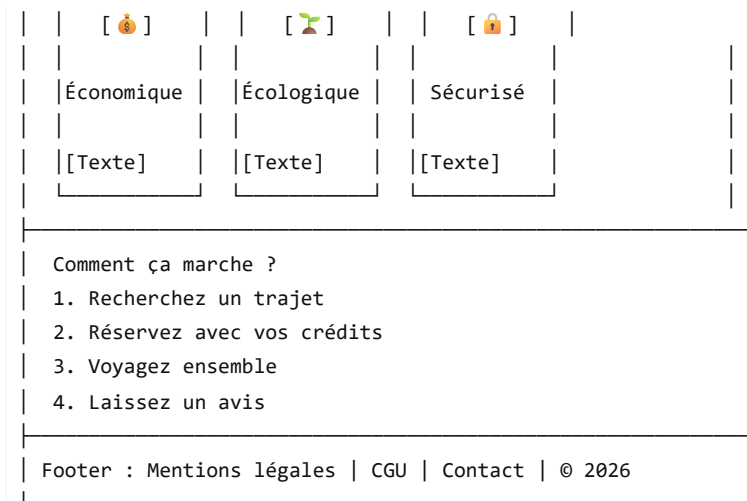 [💰] [🌱] [🔒]
Économique Écologique Sécurisé
[Texte] [Texte] [Texte]
Comment ça marche ?
1. Recherchez un trajet
2. Réservez avec vos crédits
3. Voyagez ensemble
4. Laissez un avis
Footer : Mentions légales | CGU | Contact | © 2026